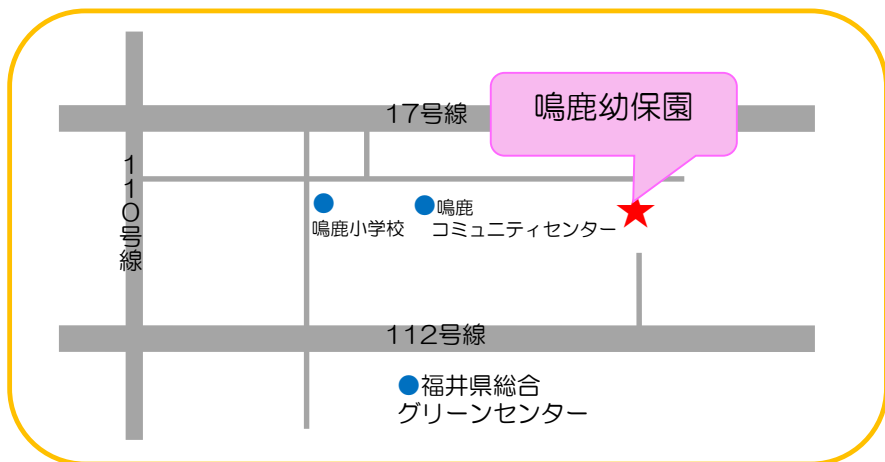 鳴鹿幼保園
17号線
110号線
鳴鹿小学校
鳴鹿
コミュニティセンター
112号線
福井県総合
グリーンセンター